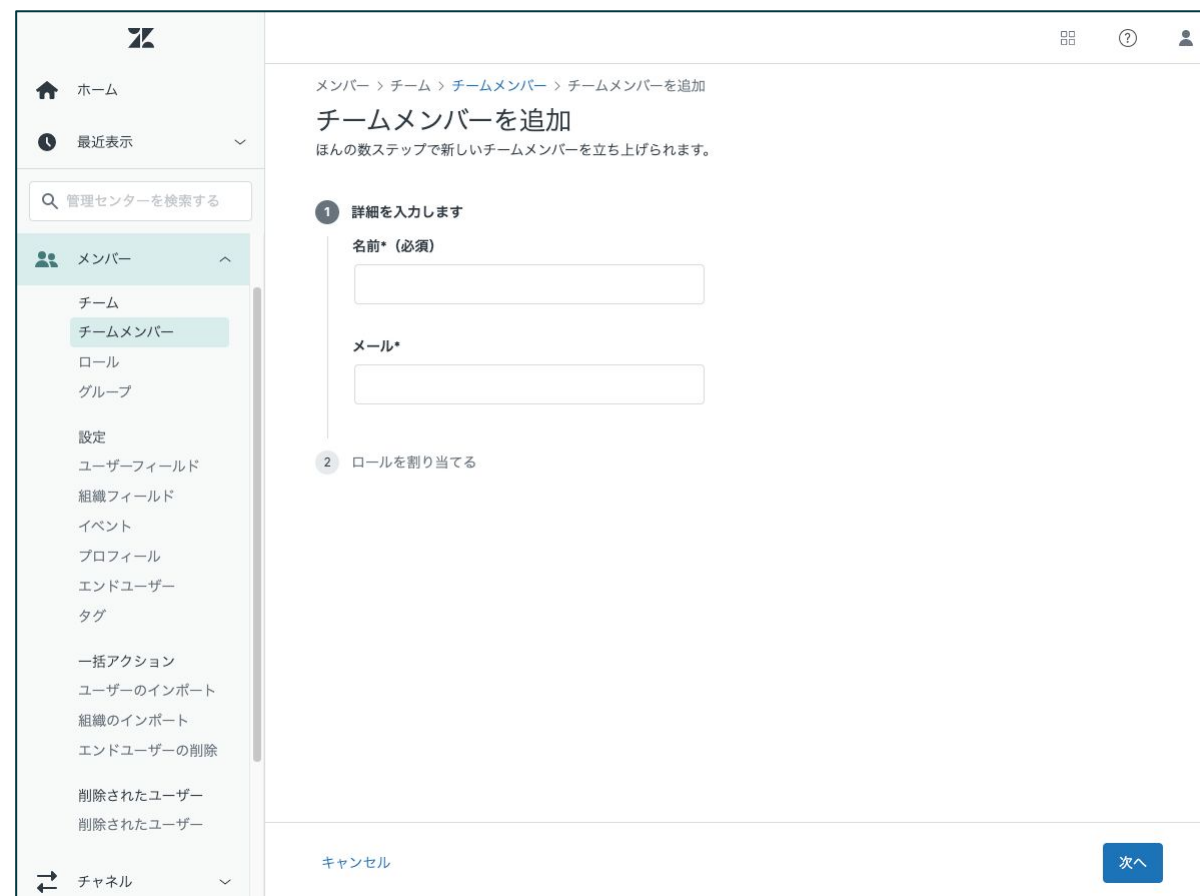 ホーム
最近表示
管理センターを検索する
メンバー
チーム
チームメンバー
ロール
グループ
設定
ユーザーフィールド
組織フィールド
イベント
プロフィール
エンドユーザー
タグ
一括アクション
ユーザーのインポート
組織のインポート
エンドユーザーの削除
削除されたユーザー
削除されたユーザー
チャネル
メンバー > チーム > チームメンバー > チームメンバーを追加
チームメンバーを追加
ほんの数ステップで新しいチームメンバーを立ち上げられます。
1 詳細を入力します
名前* (必須)
メール*
2 ロールを割り当てる
キャンセル
次へ